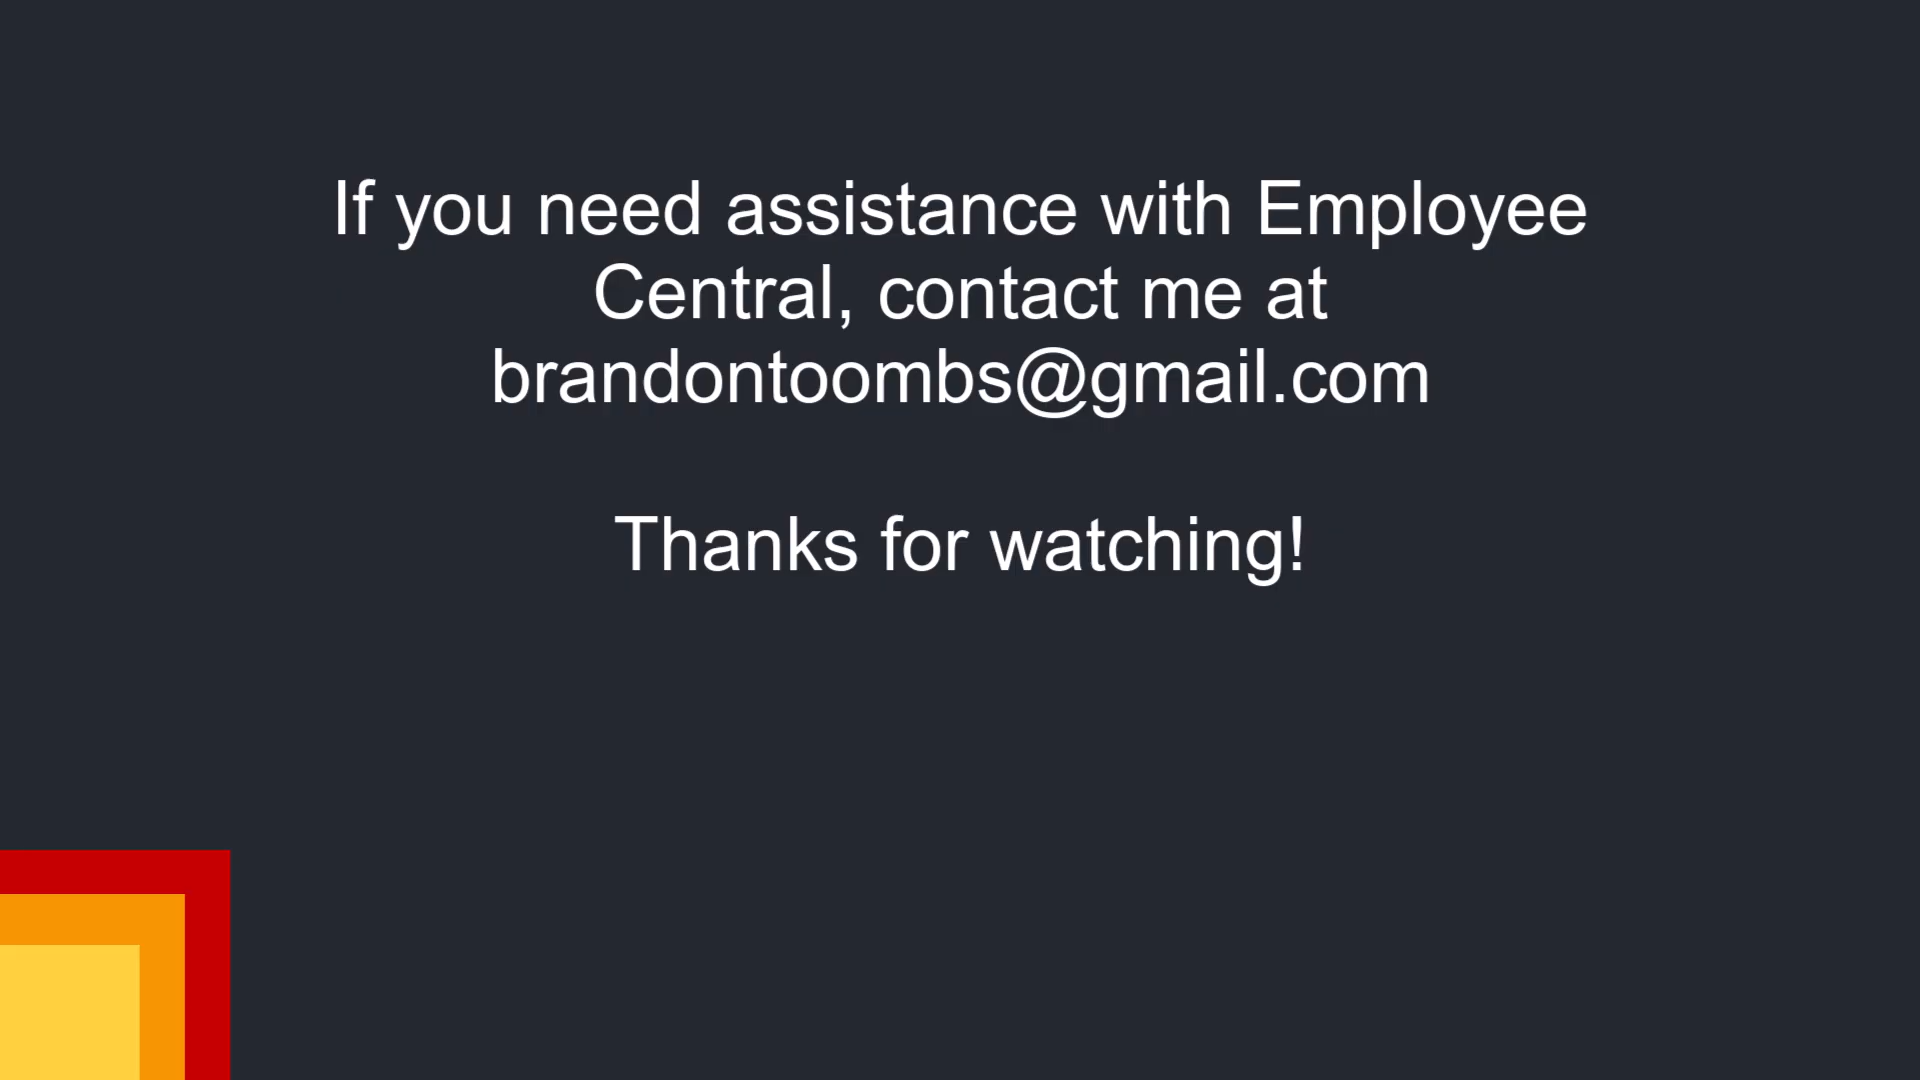 If you need assistance with Employee
Central, contact me at
brandontoombs@gmail.com
Thanks for watching!